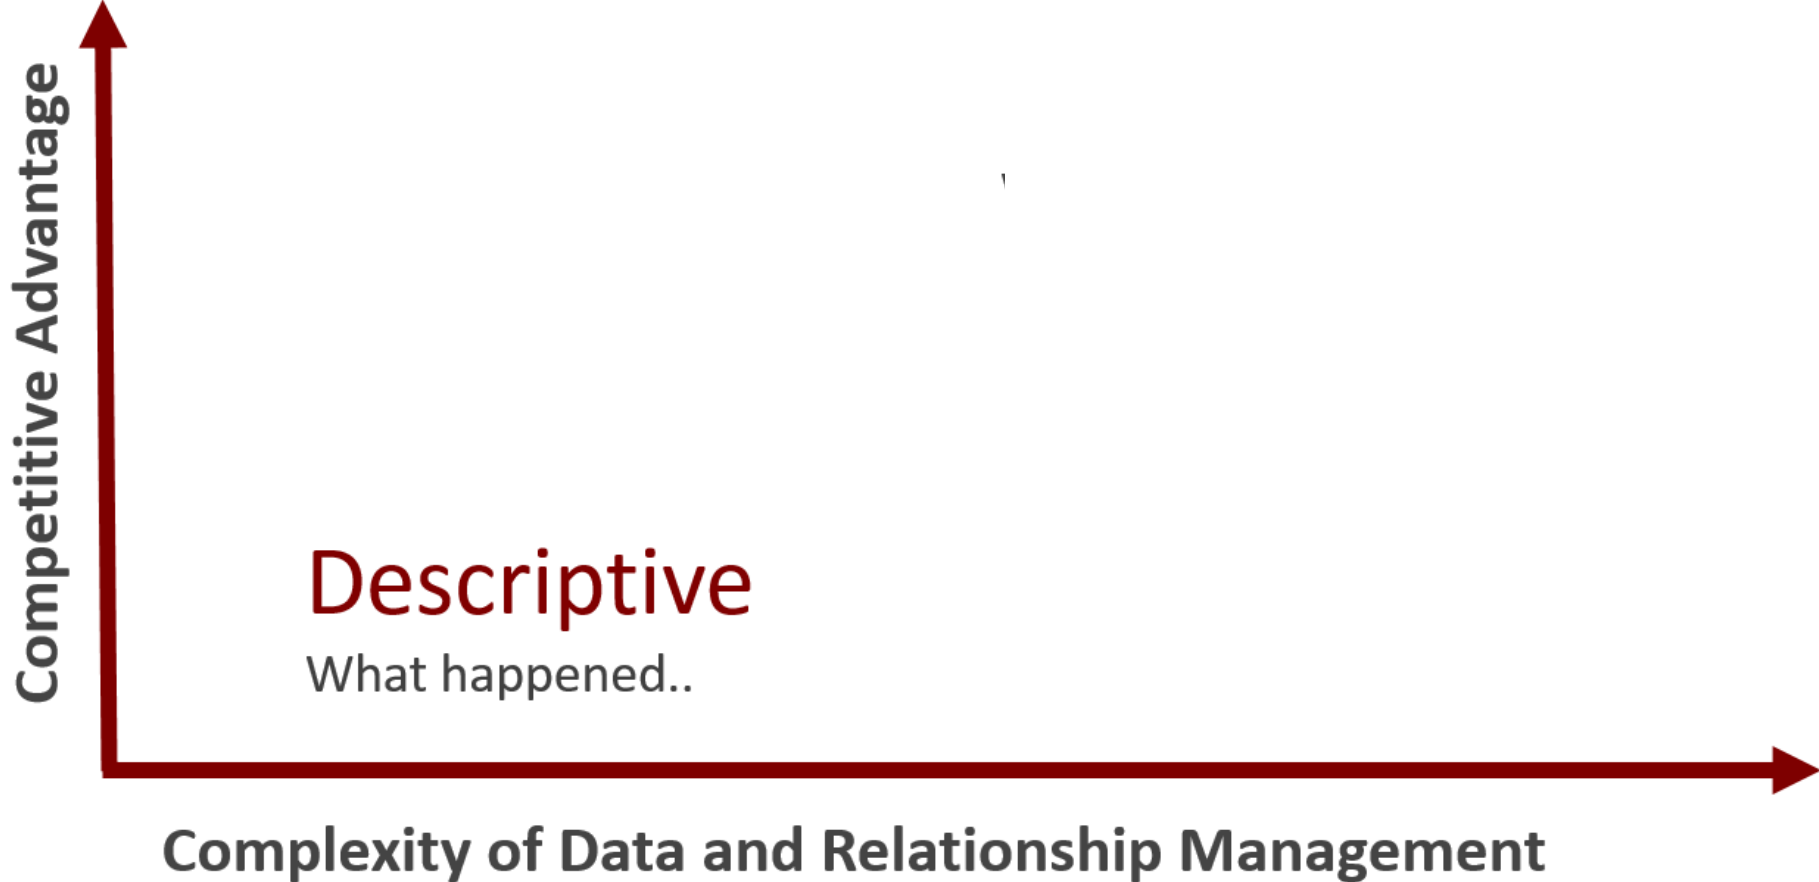 Competitive Advantage
Descriptive
What happened..
Complexity of Data and Relationship Management